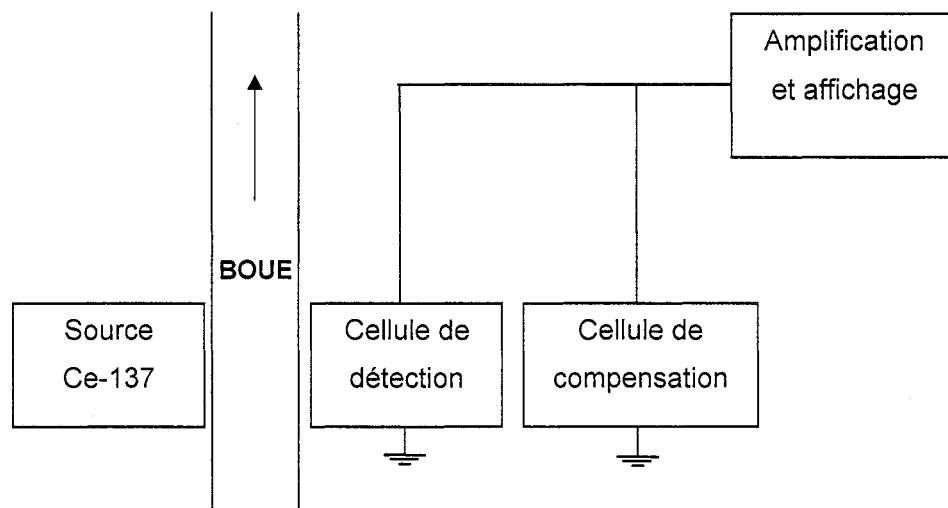 Amplification
et affichage
BOUE
Source
Ce-137
Cellule de
détection
Cellule de
compensation